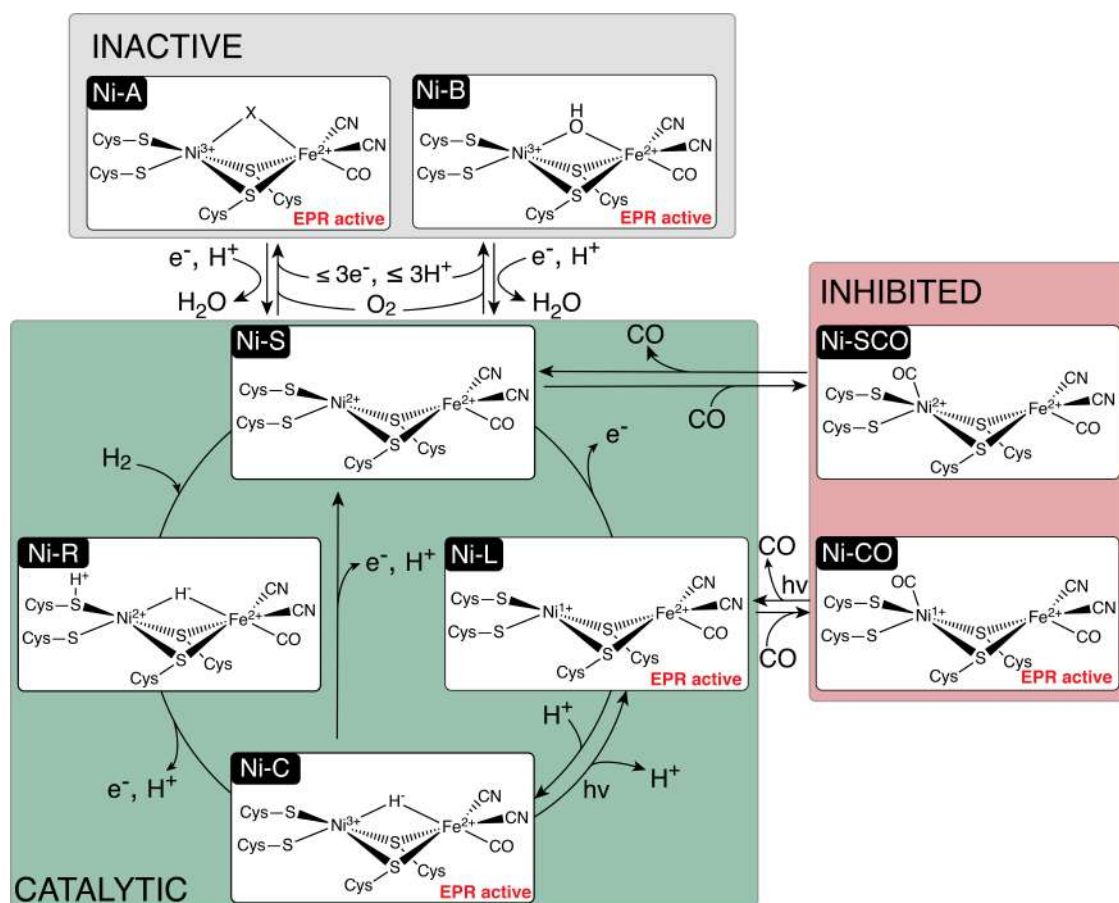 INACTIVE
Ni-A
X
Cys-S
Cys-S
Ni3+
Fe2+
CN
CN
CO
S
S
Cys
Cys
EPR active
Ni-B
H
O
Cys-S
Cys-S
Ni3+
Fe2+
CN
CN
CO
S
S
Cys
Cys
EPR active
e-, H+
H2O
≤ 3e-, ≤ 3H+
O2
e-, H+
H2O
INHIBITED
Ni-S
Cys-S
Cys-S
Ni2+
Fe2+
CN
CN
CO
S
S
Cys
Cys
CO
CO
Ni-SCO
OC
Cys-S
Cys-S
Ni2+
Fe2+
CN
CN
CO
S
S
Cys
Cys
H2
e-
e-, H+
Ni-R
H+
Cys-S
Cys-S
Ni2+
H-
Fe2+
CN
CN
CO
S
S
Cys
Cys
Ni-L
Cys-S
Cys-S
Ni1+
Fe2+
CN
CN
CO
S
S
Cys
Cys
EPR active
CO
hν
CO
Ni-CO
OC
Cys-S
Cys-S
Ni1+
Fe2+
CN
CN
CO
S
S
Cys
Cys
EPR active
e-, H+
H+
hν
H+
Ni-C
H-
Cys-S
Cys-S
Ni3+
Fe2+
CN
CN
CO
S
S
Cys
Cys
EPR active
CATALYTIC